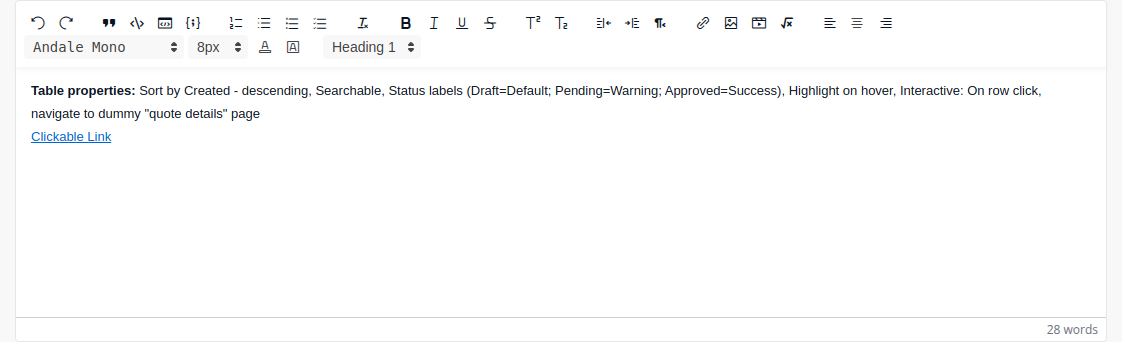 Andale Mono 8px Heading 1
Table properties: Sort by Created - descending, Searchable, Status labels (Draft=Default; Pending=Warning; Approved=Success), Highlight on hover, Interactive: On row click,
navigate to dummy "quote details" page
Clickable Link
28 words